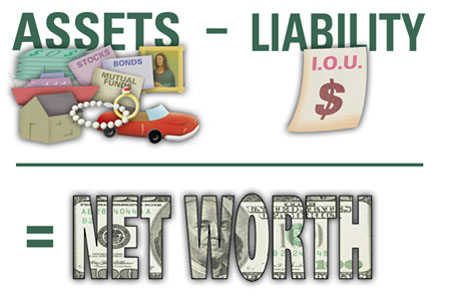 ASSETS - LIABILITY
STOCKS
BONDS
MUTUAL
FUNDS
I.O.U.
$
= NET WORTH